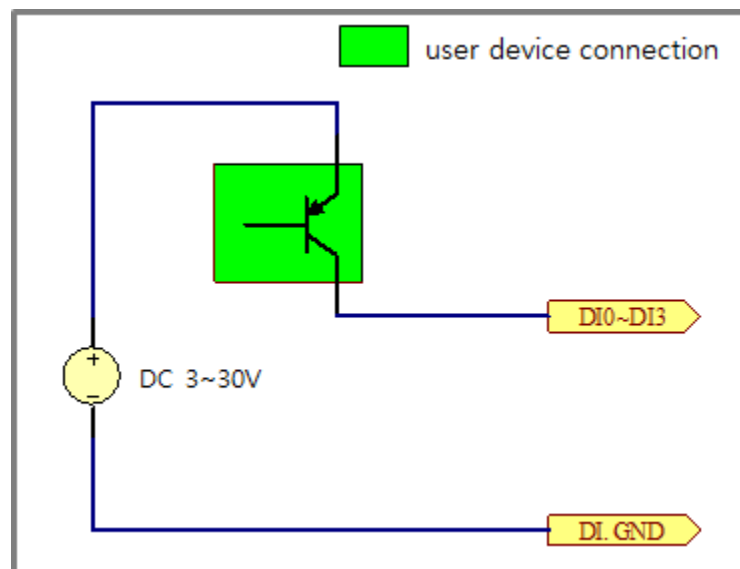 user device connection
DI0~DI3
+
DC 3~30V
−
DI. GND